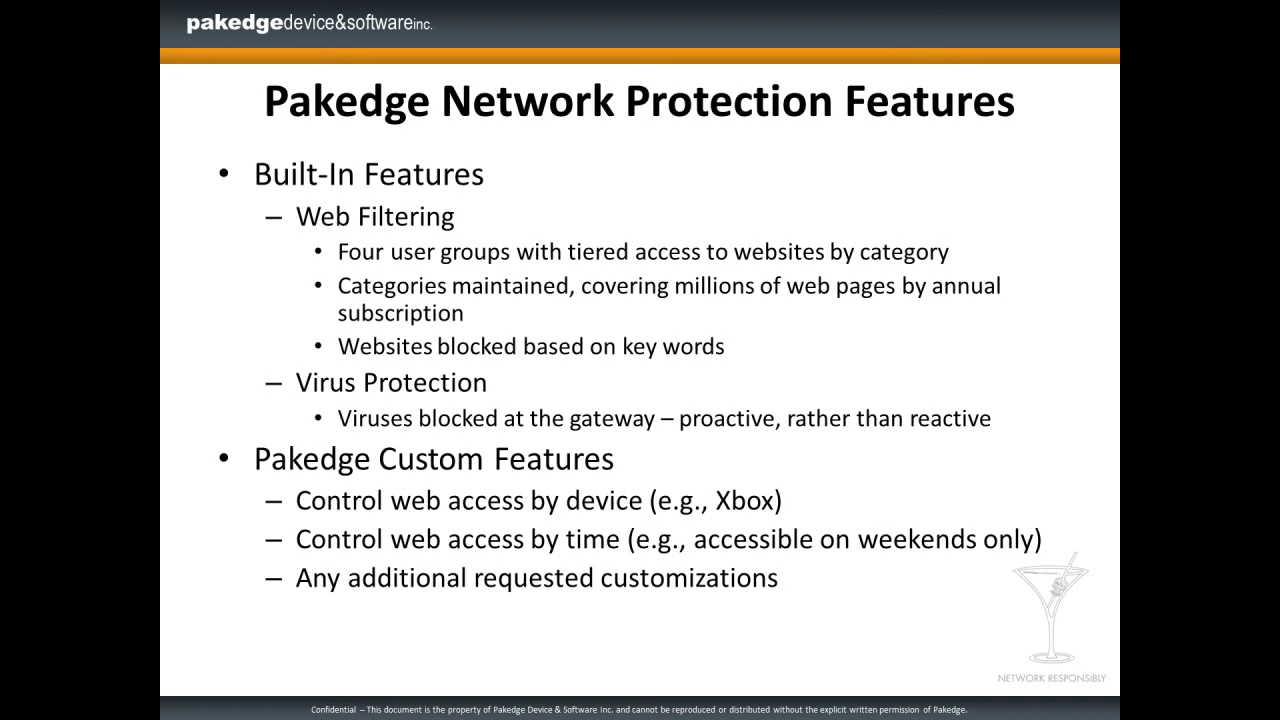 pakedgedevice&softwareinc.
Pakedge Network Protection Features
• Built-In Features
– Web Filtering
• Four user groups with tiered access to websites by category
• Categories maintained, covering millions of web pages by annual
subscription
• Websites blocked based on key words
– Virus Protection
• Viruses blocked at the gateway – proactive, rather than reactive
• Pakedge Custom Features
– Control web access by device (e.g., Xbox)
– Control web access by time (e.g., accessible on weekends only)
– Any additional requested customizations
NETWORK RESPONSIBLY
Confidential – This document is the property of Pakedge Device & Software Inc. and cannot be reproduced or distributed without the explicit written permission of Pakedge.